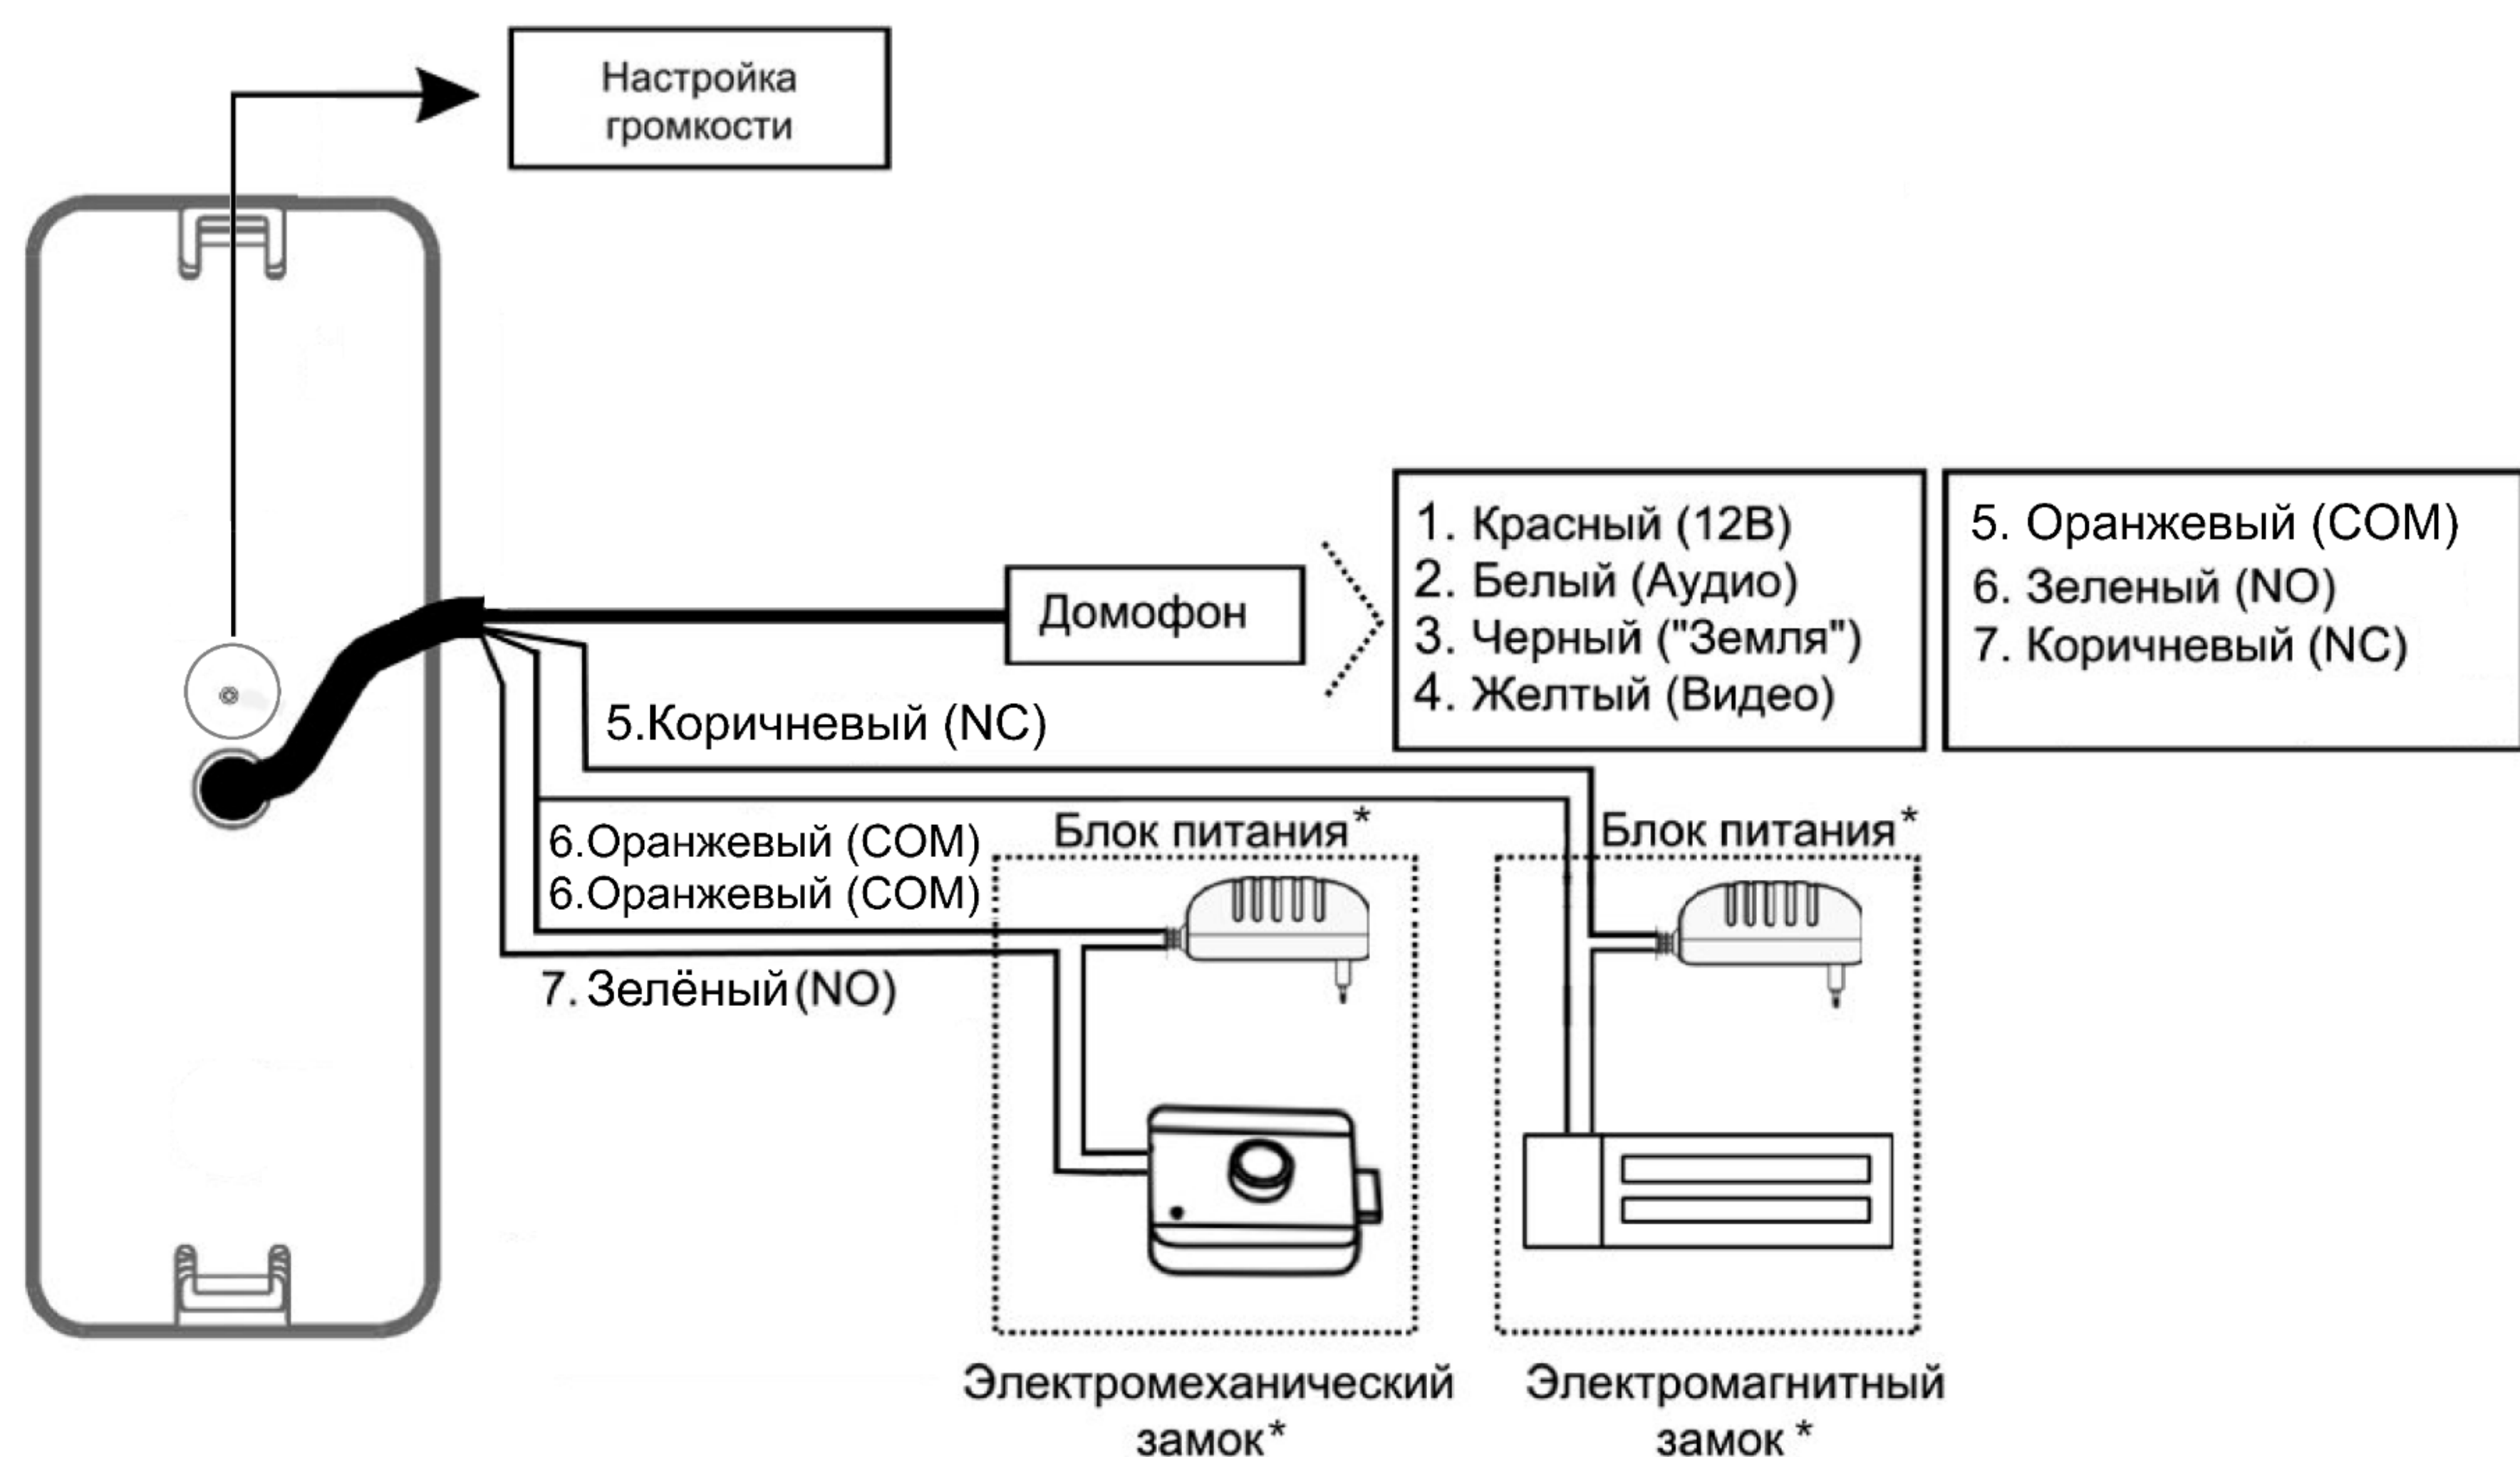 Настройка
громкости
Домофон
1. Красный (12В)
2. Белый (Аудио)
3. Черный ("Земля")
4. Желтый (Видео)
5. Оранжевый (COM)
6. Зеленый (NO)
7. Коричневый (NC)
5.Коричневый (NC)
6.Оранжевый (COM)
6.Оранжевый (COM)
7. Зелёный (NO)
Блок питания*
Блок питания*
Электромеханический
замок*
Электромагнитный
замок *